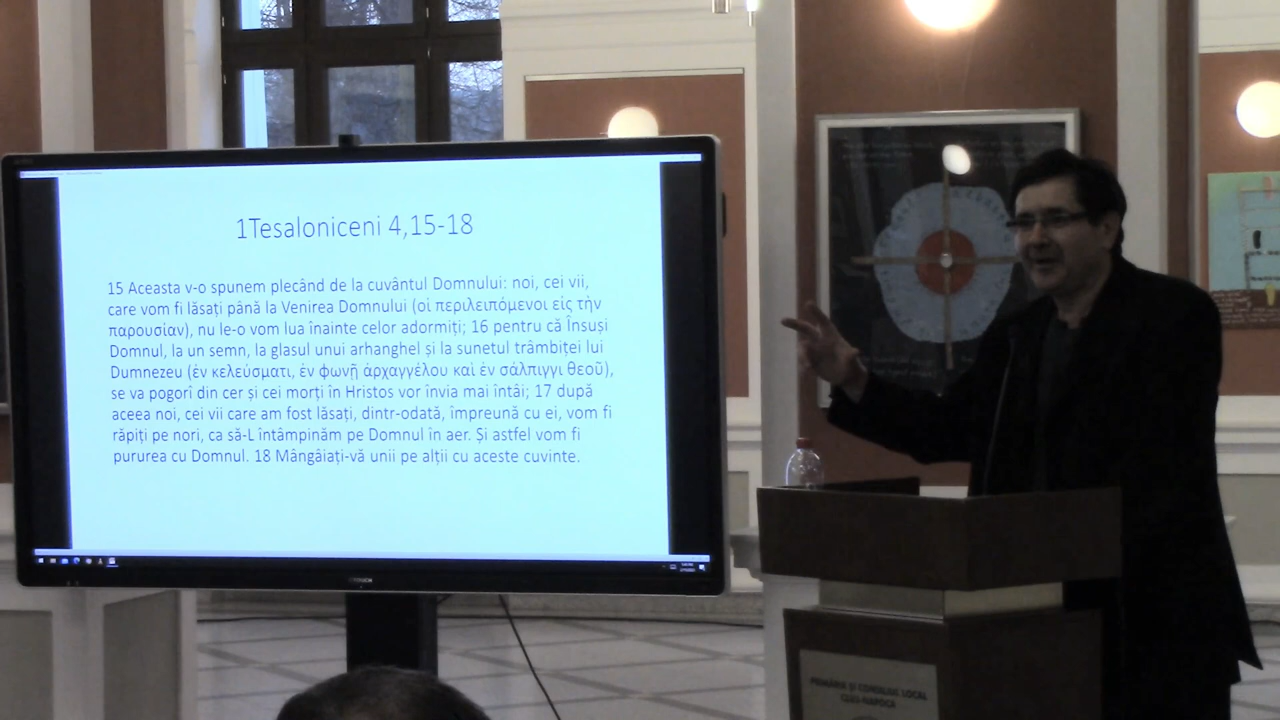 1Tesaloniceni 4,15-18
15 Aceasta v-o spunem plecând de la cuvântul Domnului: noi, cei vii,
care vom fi lăsați până la Venirea Domnului (οἱ περιλειπόμενοι εἰς τὴν
παρουσίαν), nu le-o vom lua înainte celor adormiți; 16 pentru că Însuși
Domnul, la un semn, la glasul unui arhanghel și la sunetul trâmbiței lui
Dumnezeu (ἐν κελεύσματι, ἐν φωνῇ ἀρχαγγέλου καὶ ἐν σάλπιγγι θεοῦ),
se va pogorî din cer și cei morți în Hristos vor învia mai întâi; 17 după
aceea noi, cei vii care am fost lăsați, dintr-odată, împreună cu ei, vom fi
răpiți pe nori, ca să-L întâmpinăm pe Domnul în aer. Și astfel vom fi
pururea cu Domnul. 18 Mângâiați-vă unii pe alții cu aceste cuvinte.
PRIMĂRIA ȘI CONSILIUL LOCAL
CLUJ-NAPOCA